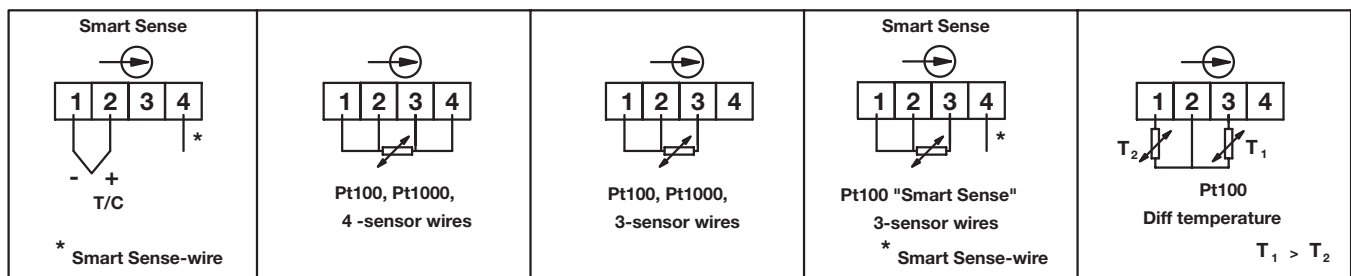 Smart Sense
1 2 3 4
*
- +
T/C
* Smart Sense-wire
1 2 3 4
Pt100, Pt1000,
4 -sensor wires
1 2 3 4
Pt100, Pt1000,
3-sensor wires
Smart Sense
1 2 3 4
*
Pt100 "Smart Sense"
3-sensor wires
* Smart Sense-wire
1 2 3 4
T₂ T₁
Pt100
Diff temperature
T₁ > T₂